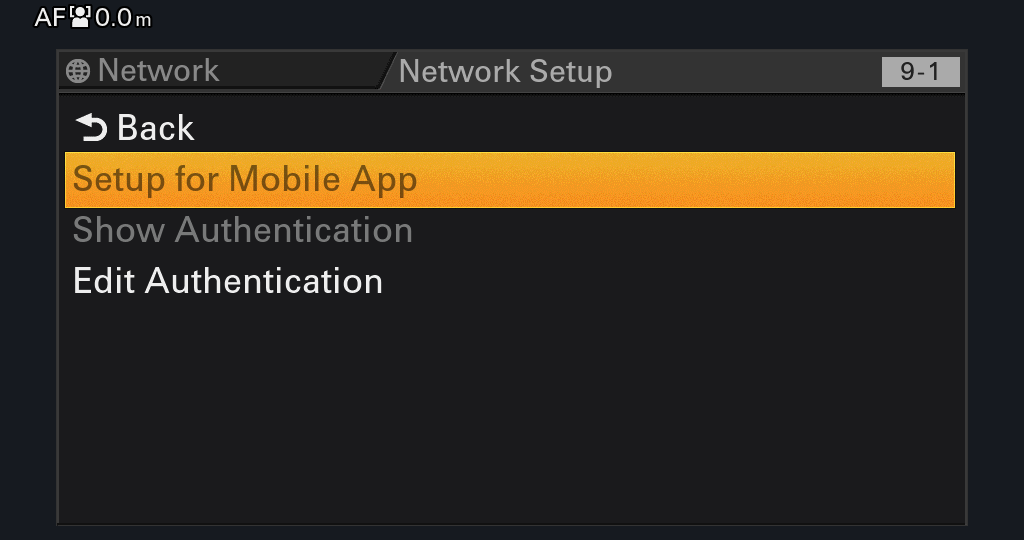 AF 0.0m
Network
Network Setup
9-1
Back
Setup for Mobile App
Show Authentication
Edit Authentication